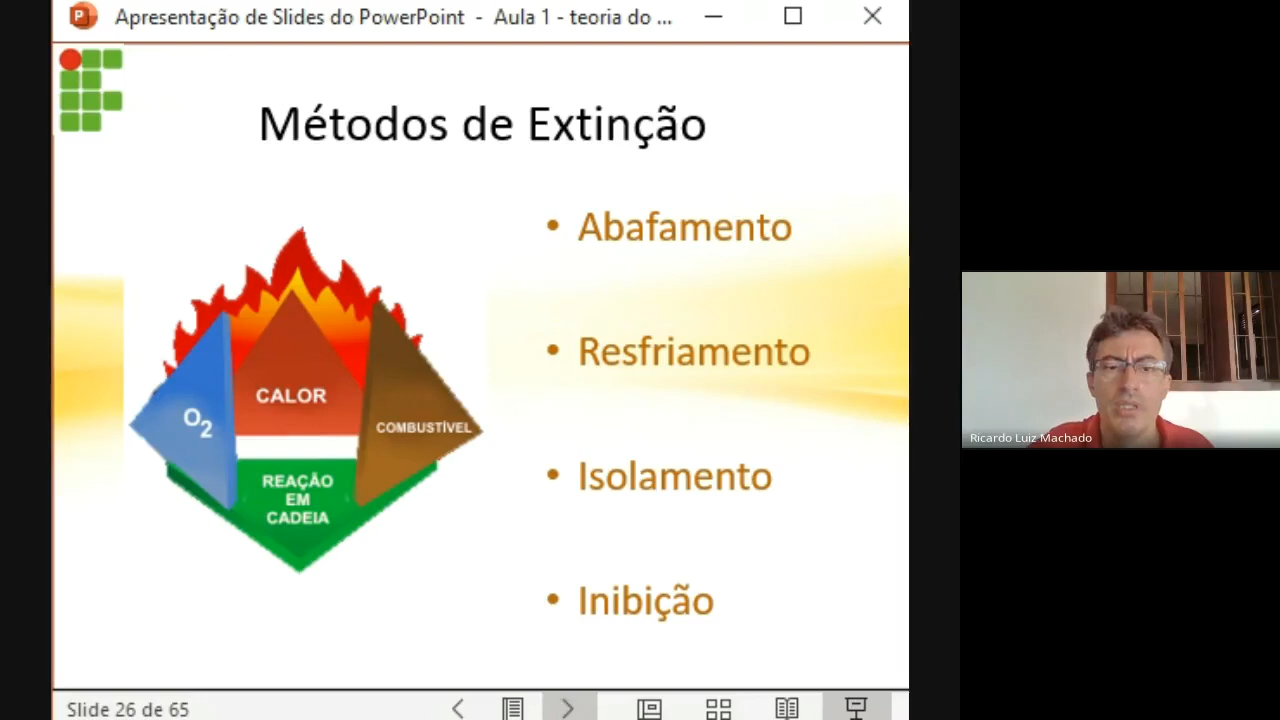 Apresentação de Slides do PowerPoint - Aula 1 - teoria do ...
Métodos de Extinção
• Abafamento
• Resfriamento
• Isolamento
• Inibição
O2
CALOR
COMBUSTÍVEL
REAÇÃO
EM
CADEIA
Ricardo Luiz Machado
Slide 26 de 65